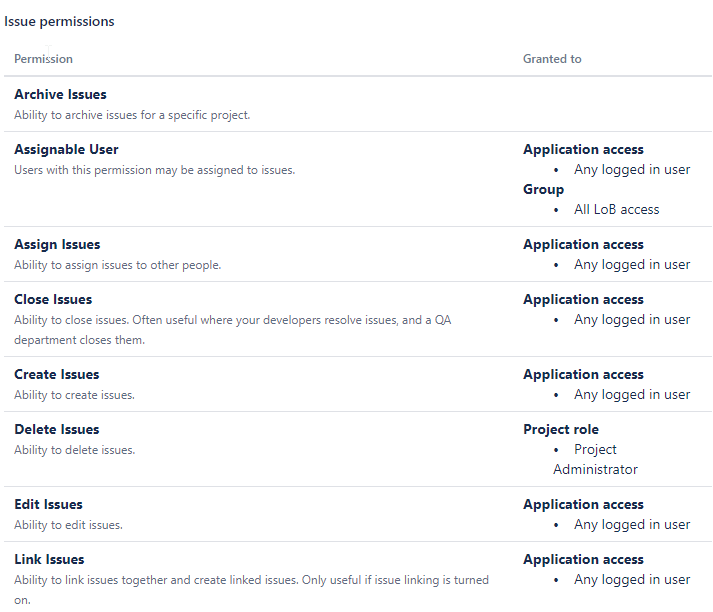 Issue permissions
Permission Granted to
Archive Issues
Ability to archive issues for a specific project.
Assignable User
Users with this permission may be assigned to issues.
Application access
• Any logged in user
Group
• All LoB access
Assign Issues
Ability to assign issues to other people.
Application access
• Any logged in user
Close Issues
Ability to close issues. Often useful where your developers resolve issues, and a QA
department closes them.
Application access
• Any logged in user
Create Issues
Ability to create issues.
Application access
• Any logged in user
Delete Issues
Ability to delete issues.
Project role
• Project
Administrator
Edit Issues
Ability to edit issues.
Application access
• Any logged in user
Link Issues
Ability to link issues together and create linked issues. Only useful if issue linking is turned
on.
Application access
• Any logged in user